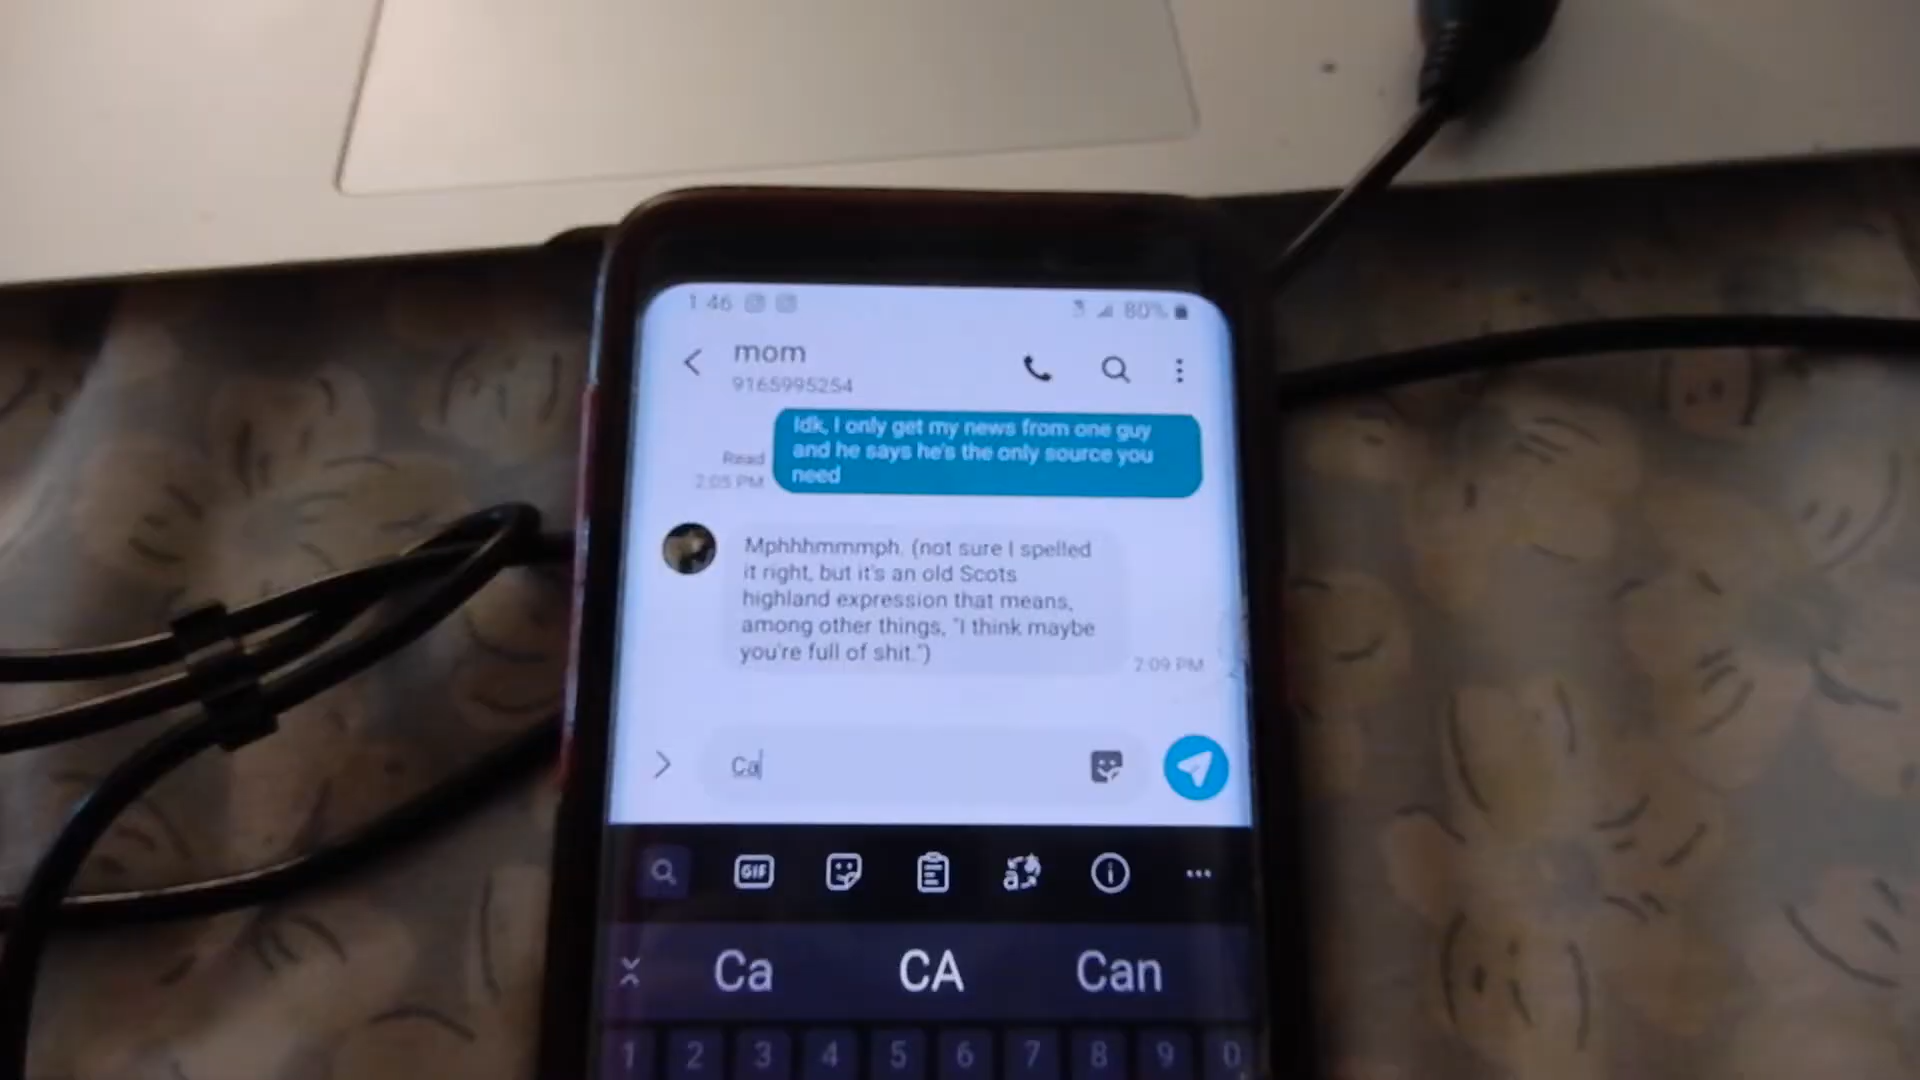 1 46
80%
mom
9165995254
Idk, I only get my news from one guy
and he says he's the only source you
need
Read
2:05 PM
Mphhhmmmph. (not sure I spelled
it right, but it's an old Scots
highland expression that means,
among other things, "I think maybe
you're full of shit.")
2:09 PM
Ca
GIF
Ca CA Can
1 2 3 4 5 6 7 8 9 0